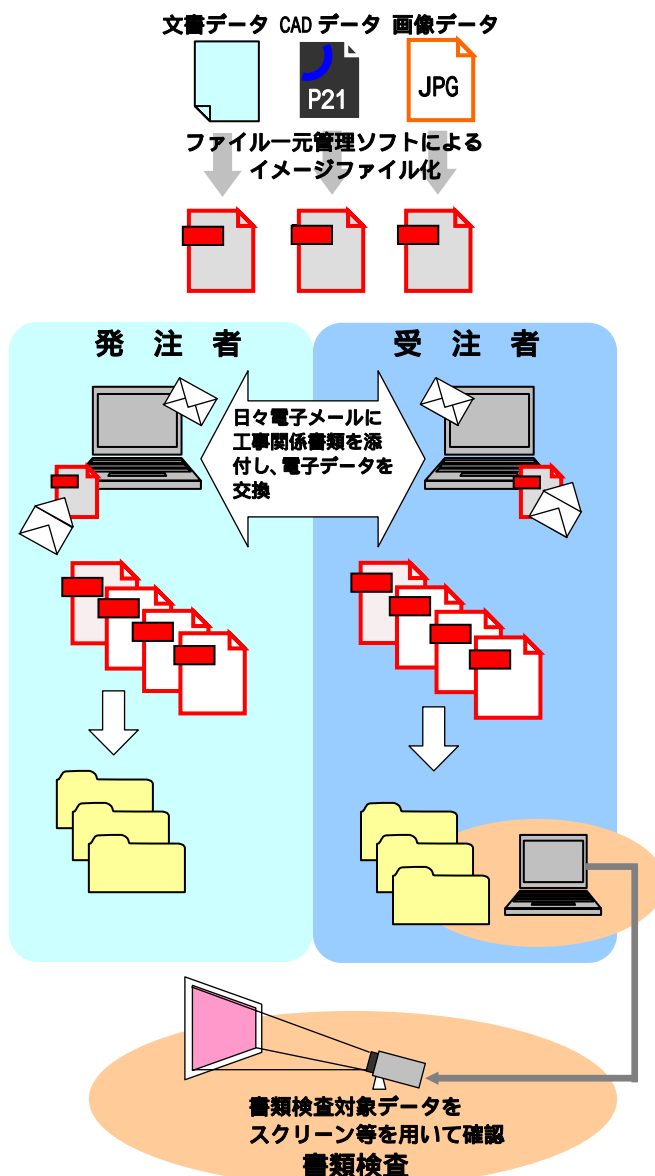 文書データ CAD データ 画像データ
P21
JPG
ファイル一元管理ソフトによる
イメージファイル化
発 注 者
受 注 者
日々電子メールに
工事関係書類を添
付し、電子データを
交換
書類検査対象データを
スクリーン等を用いて確認
書類検査